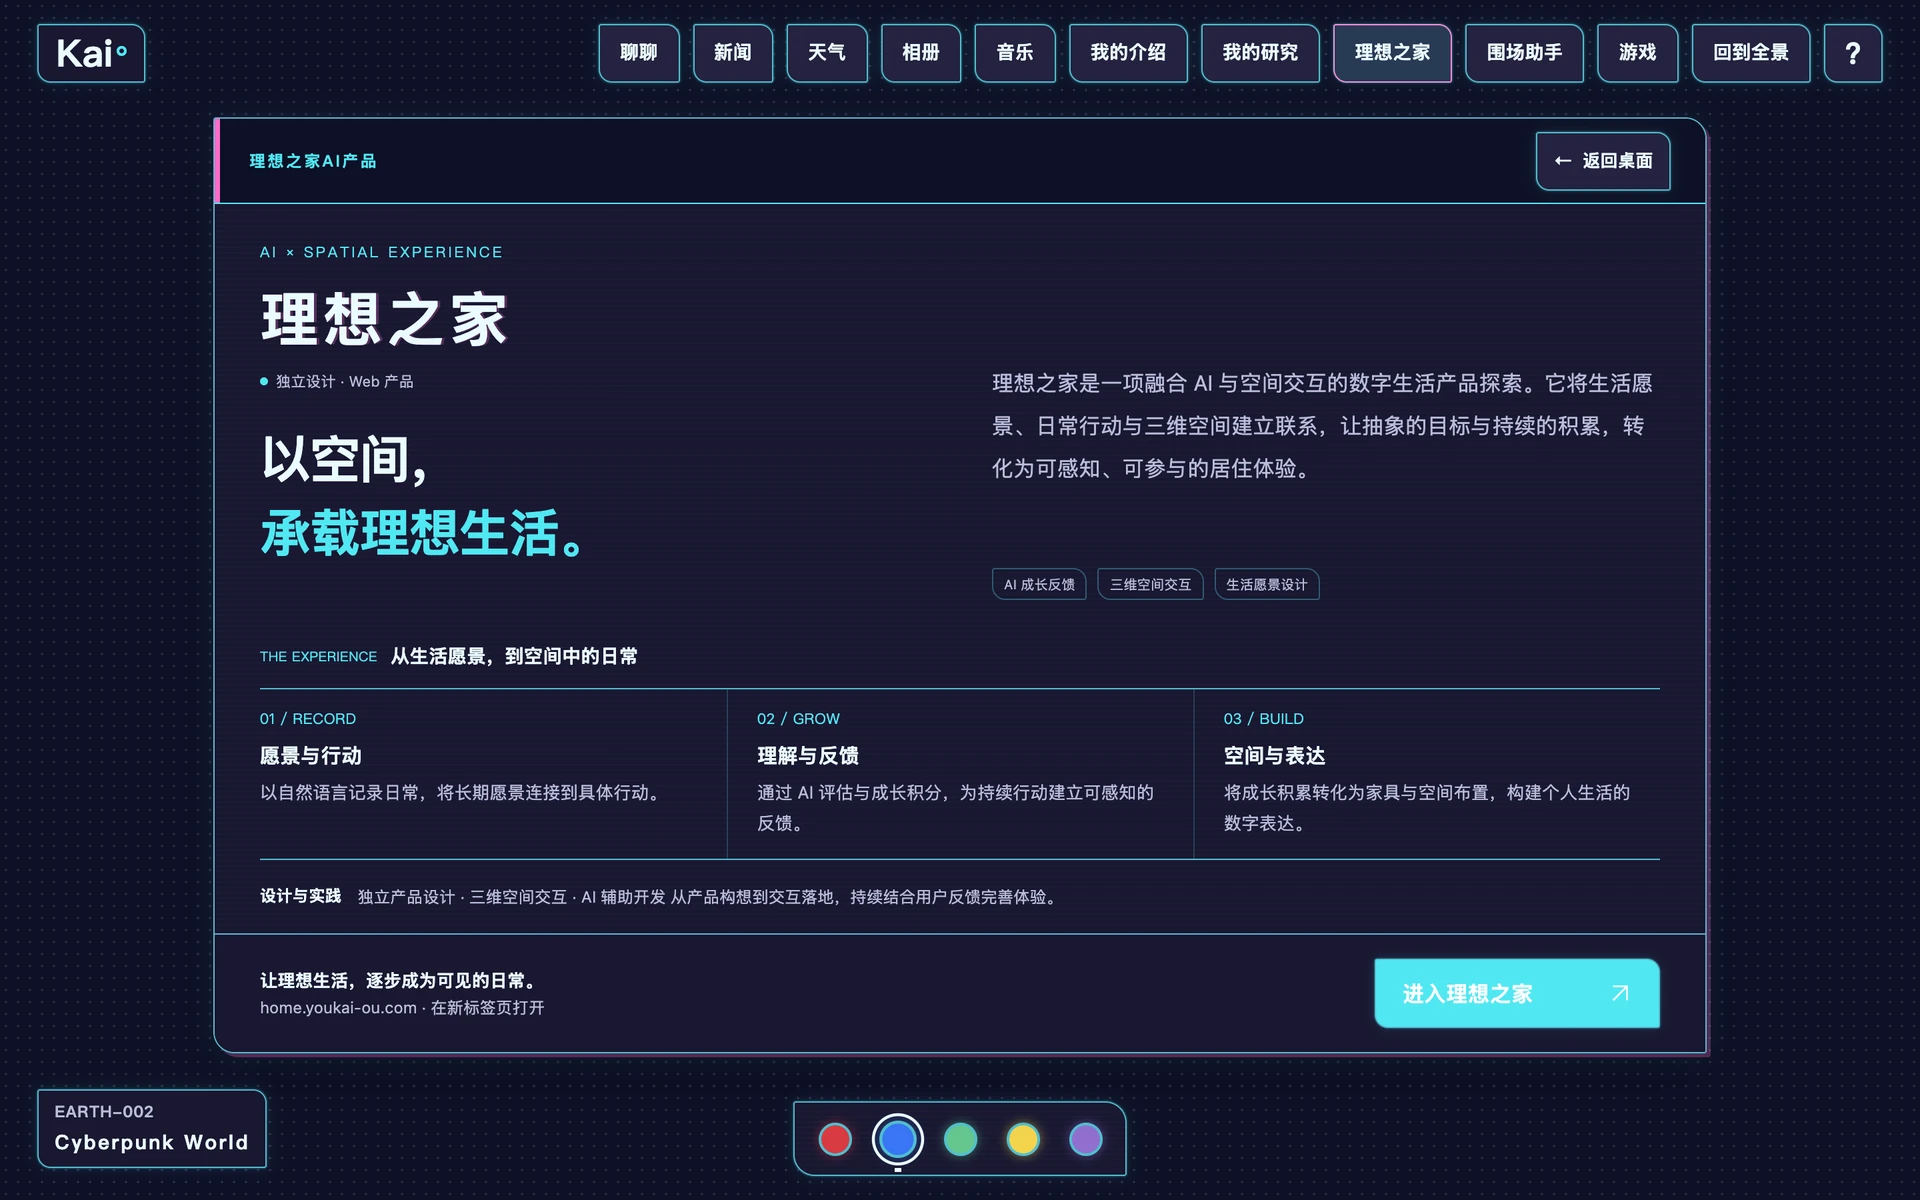 Kai
聊聊
新闻
天气
相册
音乐
我的介绍
我的研究
理想之家
围场助手
游戏
回到全景
?
理想之家AI产品
← 返回桌面
AI × SPATIAL EXPERIENCE
理想之家
独立设计 · Web 产品
以空间，
承载理想生活。
理想之家是一项融合 AI 与空间交互的数字生活产品探索。它将生活愿
景、日常行动与三维空间建立联系，让抽象的目标与持续的积累，转
化为可感知、可参与的居住体验。
AI 成长反馈
三维空间交互
生活愿景设计
THE EXPERIENCE 从生活愿景，到空间中的日常
01 / RECORD
愿景与行动
以自然语言记录日常，将长期愿景连接到具体行动。
02 / GROW
理解与反馈
通过 AI 评估与成长积分，为持续行动建立可感知的
反馈。
03 / BUILD
空间与表达
将成长积累转化为家具与空间布置，构建个人生活的
数字表达。
设计与实践 独立产品设计 · 三维空间交互 · AI 辅助开发 从产品构想到交互落地，持续结合用户反馈完善体验。
让理想生活，逐步成为可见的日常。
home.youkai-ou.com · 在新标签页打开
进入理想之家
EARTH-002
Cyberpunk World